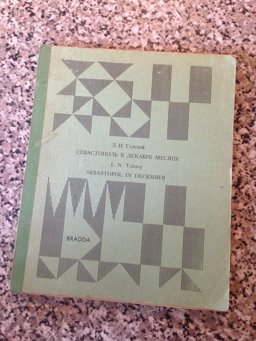 Л. Н. Толстой
СЕВАСТОПОЛЬ В ДЕКАБРЕ МЕСЯЦЕ
L. N. Tolstoy
SEBASTOPOL IN DECEMBER
BRADDA